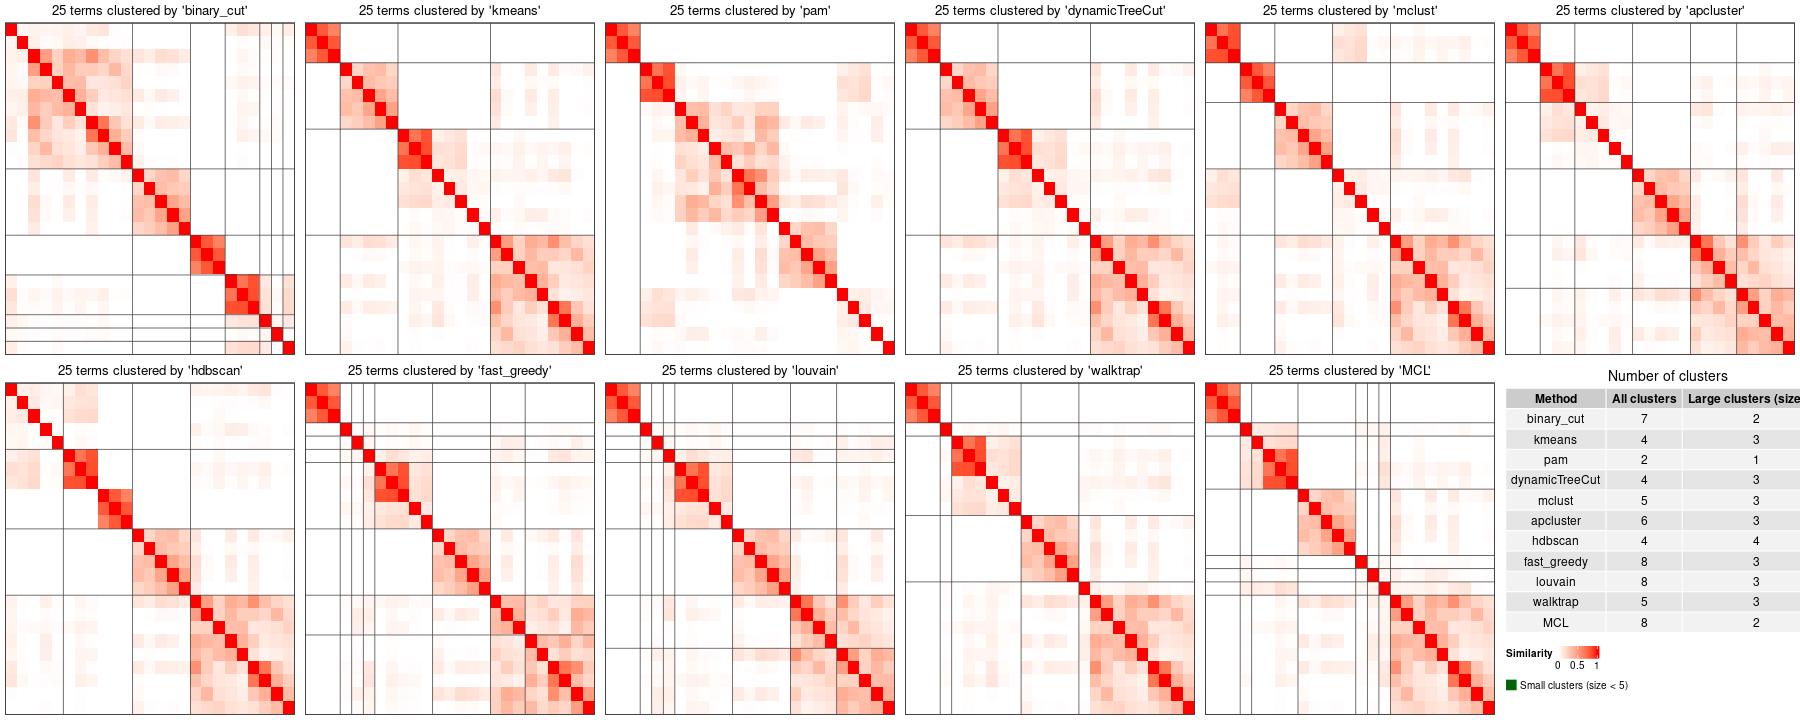 25 terms clustered by 'binary_cut'
25 terms clustered by 'kmeans'
25 terms clustered by 'pam'
25 terms clustered by 'dynamicTreeCut'
25 terms clustered by 'mclust'
25 terms clustered by 'apcluster'
25 terms clustered by 'hdbscan'
25 terms clustered by 'fast_greedy'
25 terms clustered by 'louvain'
25 terms clustered by 'walktrap'
25 terms clustered by 'MCL'
Number of clusters
Method All clusters Large clusters (size
binary_cut 7 2
kmeans 4 3
pam 2 1
dynamicTreeCut 4 3
mclust 5 3
apcluster 6 3
hdbscan 4 4
fast_greedy 8 3
louvain 8 3
walktrap 5 3
MCL 8 2
Similarity
0 0.5 1
Small clusters (size < 5)